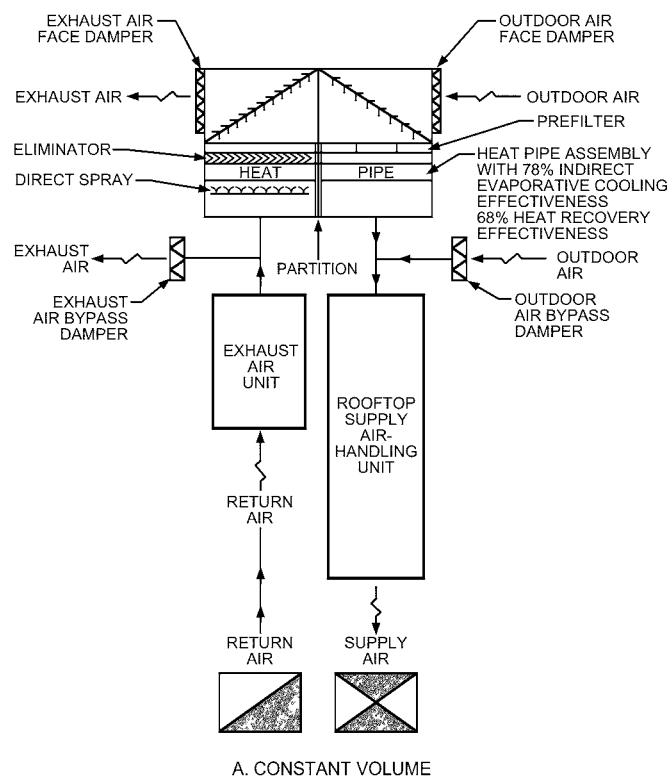 EXHAUST AIR
FACE DAMPER
OUTDOOR AIR
FACE DAMPER
EXHAUST AIR
OUTDOOR AIR
PREFILTER
ELIMINATOR
HEAT
PIPE
DIRECT SPRAY
HEAT PIPE ASSEMBLY
WITH 78% INDIRECT
EVAPORATIVE COOLING
EFFECTIVENESS
68% HEAT RECOVERY
EFFECTIVENESS
EXHAUST
AIR
PARTITION
OUTDOOR
AIR
EXHAUST
AIR BYPASS
DAMPER
OUTDOOR
AIR BYPASS
DAMPER
EXHAUST
AIR
UNIT
ROOFTOP
SUPPLY
AIR-
HANDLING
UNIT
RETURN
AIR
RETURN
AIR
SUPPLY
AIR
A. CONSTANT VOLUME